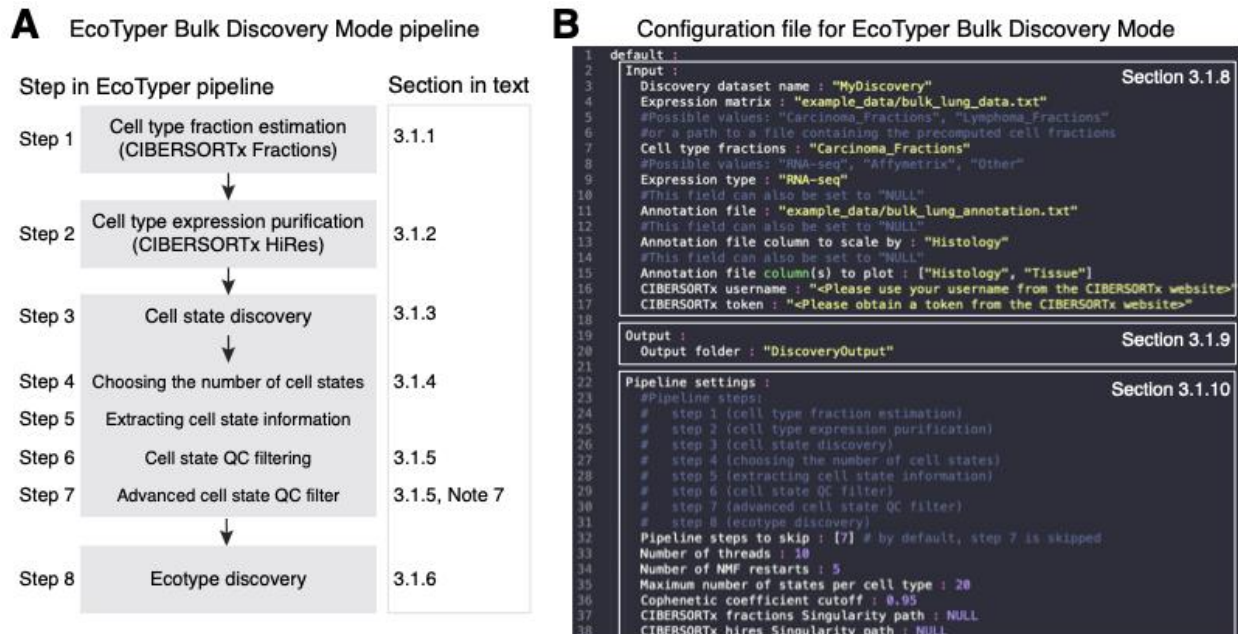 A EcoTyper Bulk Discovery Mode pipeline
Step in EcoTyper pipeline
Section in text
Step 1
Cell type fraction estimation
(CIBERSORTx Fractions)
3.1.1
Step 2
Cell type expression purification
(CIBERSORTx HiRes)
3.1.2
Step 3
Cell state discovery
3.1.3
Step 4
Choosing the number of cell states
3.1.4
Step 5
Extracting cell state information
Step 6
Cell state QC filtering
3.1.5
Step 7
Advanced cell state QC filter
3.1.5, Note 7
Step 8
Ecotype discovery
3.1.6
B Configuration file for EcoTyper Bulk Discovery Mode
1 default :
2 Input :
Section 3.1.8
3 Discovery dataset name : "MyDiscovery"
4 Expression matrix : "example_data/bulk_lung_data.txt"
5 #Possible values: "Carcinoma_Fractions", "Lymphoma_Fractions"
6 #or a path to a file containing the precomputed cell fractions
7 Cell type fractions : "Carcinoma_Fractions"
8 #Possible values: "RNA-seq", "Affymetrix", "Other"
9 Expression type : "RNA-seq"
10 #This field can also be set to "NULL"
11 Annotation file : "example_data/bulk_lung_annotation.txt"
12 #This field can also be set to "NULL"
13 Annotation file column to scale by : "Histology"
14 #This field can also be set to "NULL"
15 Annotation file column(s) to plot : ["Histology", "Tissue"]
16 CIBERSORTx username : "<Please use your username from the CIBERSORTx website>"
17 CIBERSORTx token : "<Please obtain a token from the CIBERSORTx website>"
18
19 Output :
Section 3.1.9
20 Output folder : "DiscoveryOutput"
21
22 Pipeline settings :
Section 3.1.10
23 #Pipeline steps:
24 # step 1 (cell type fraction estimation)
25 # step 2 (cell type expression purification)
26 # step 3 (cell state discovery)
27 # step 4 (choosing the number of cell states)
28 # step 5 (extracting cell state information)
29 # step 6 (cell state QC filter)
30 # step 7 (advanced cell state QC filter)
31 # step 8 (ecotype discovery)
32 Pipeline steps to skip : [7] # by default, step 7 is skipped
33 Number of threads : 10
34 Number of NMF restarts : 5
35 Maximum number of states per cell type : 20
36 Cophenetic coefficient cutoff : 0.95
37 CIBERSORTx fractions Singularity path : NULL
38 CIBERSORTx hires Singularity path : NULL